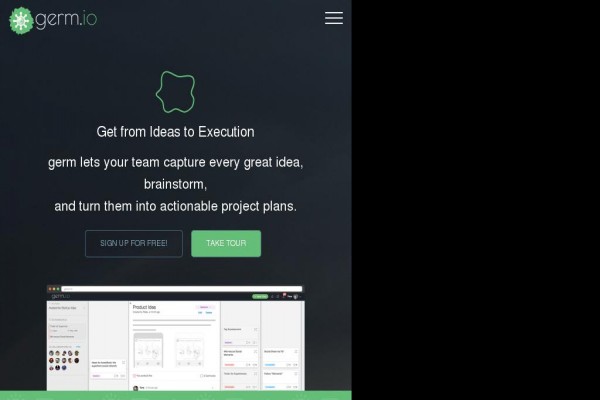 germ.io
Get from Ideas to Execution
germ lets your team capture every great idea,
brainstorm,
and turn them into actionable project plans.
SIGN UP FOR FREE!
TAKE TOUR
germ.io
Product Idea